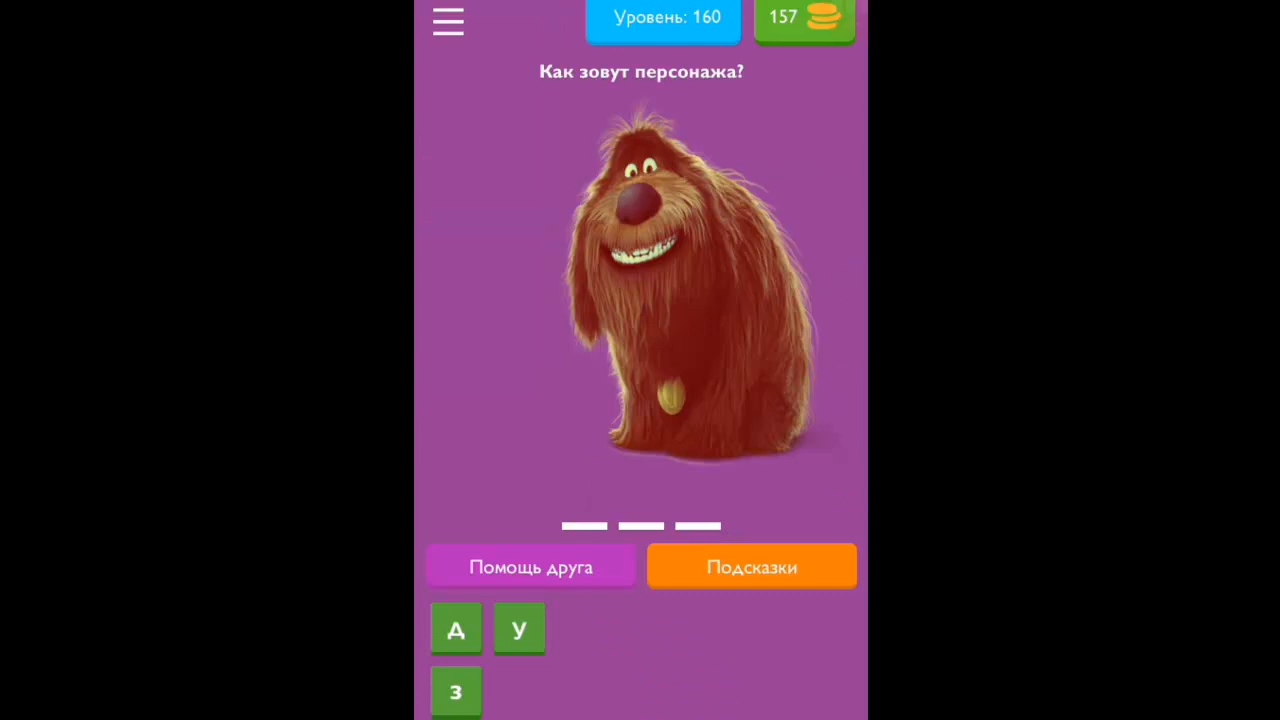 Уровень: 160
157
Как зовут персонажа?
Помощь друга
Подсказки
Д У
З